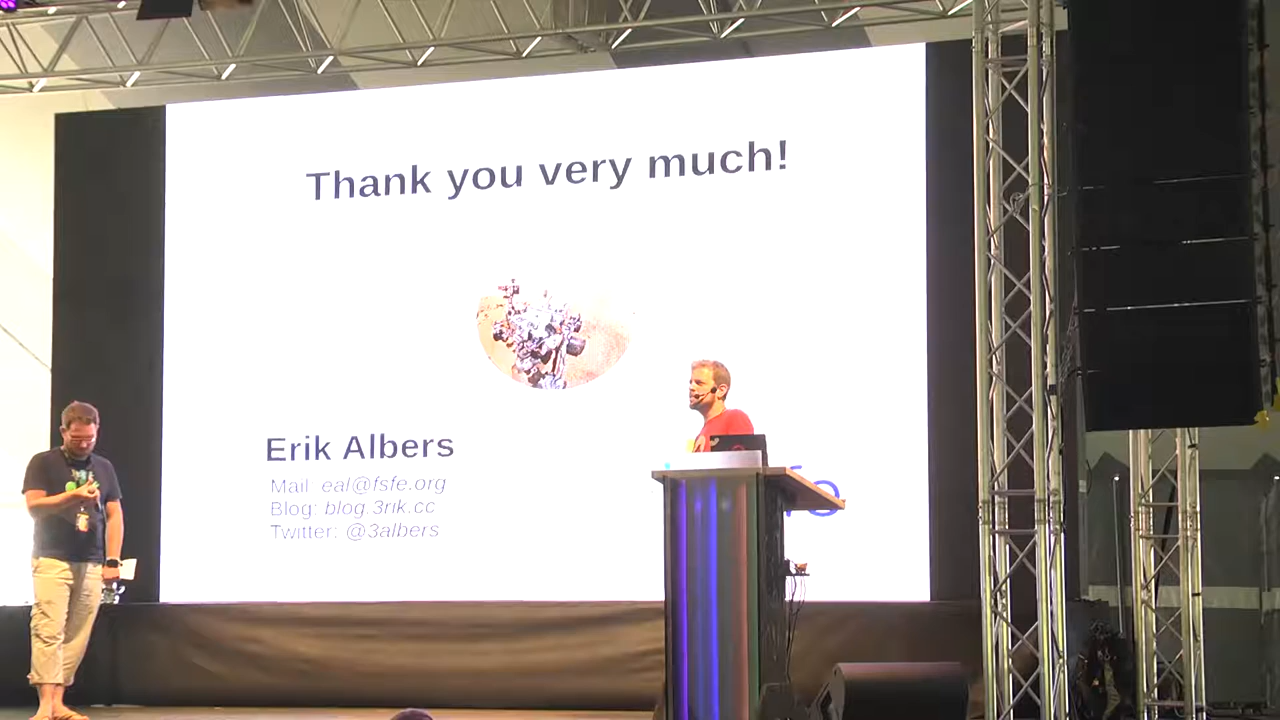 Thank you very much!
Erik Albers
Mail: eal@fsfe.org
Blog: blog.3rik.cc
Twitter: @3albers